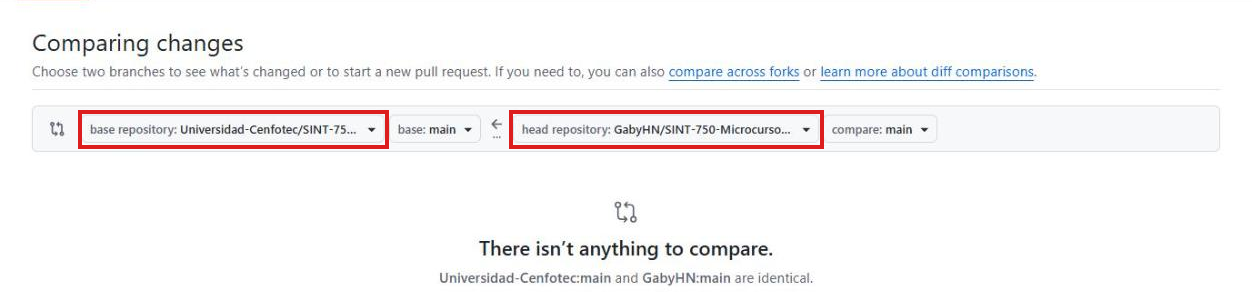 Comparing changes
Choose two branches to see what's changed or to start a new pull request. If you need to, you can also compare across forks or learn more about diff comparisons.
base repository: Universidad-Cenfotec/SINT-75... base: main ... head repository: GabyHN/SINT-750-Microcurso... compare: main
There isn't anything to compare.
Universidad-Cenfotec:main and GabyHN:main are identical.